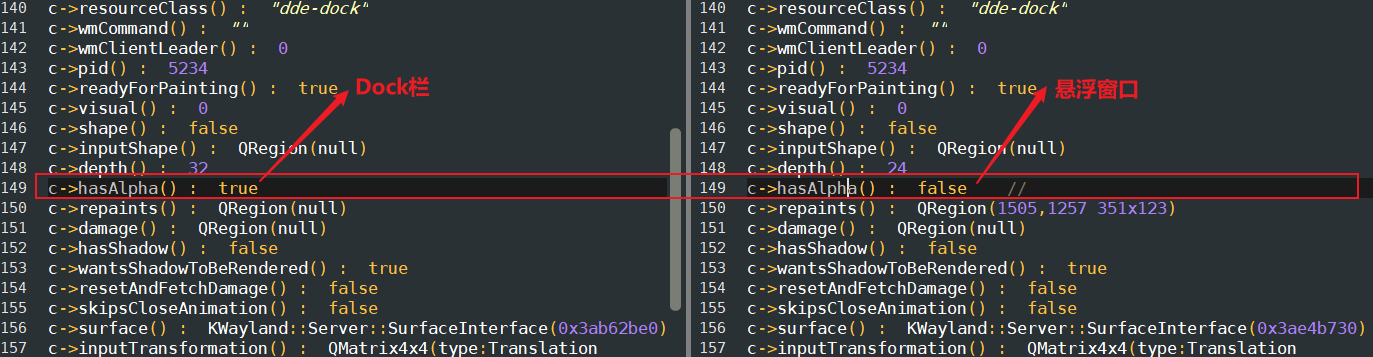 140 c->resourceClass() : "dde-dock"
141 c->wmCommand() : ""
142 c->wmClientLeader() : 0
143 c->pid() : 5234
144 c->readyForPainting() : true
Dock栏
145 c->visual() : 0
146 c->shape() : false
147 c->inputShape() : QRegion(null)
148 c->depth() : 32
149 c->hasAlpha() : true
150 c->repaints() : QRegion(null)
151 c->damage() : QRegion(null)
152 c->hasShadow() : false
153 c->wantsShadowToBeRendered() : true
154 c->resetAndFetchDamage() : false
155 c->skipsCloseAnimation() : false
156 c->surface() : KWayland::Server::SurfaceInterface(0x3ab62be0)
157 c->inputTransformation() : QMatrix4x4(type:Translation
140 c->resourceClass() : "dde-dock"
141 c->wmCommand() : ""
142 c->wmClientLeader() : 0
143 c->pid() : 5234
144 c->readyForPainting() : true
悬浮窗口
145 c->visual() : 0
146 c->shape() : false
147 c->inputShape() : QRegion(null)
148 c->depth() : 24
149 c->hasAlpha() : false //
150 c->repaints() : QRegion(1505,1257 351x123)
151 c->damage() : QRegion(null)
152 c->hasShadow() : false
153 c->wantsShadowToBeRendered() : true
154 c->resetAndFetchDamage() : false
155 c->skipsCloseAnimation() : false
156 c->surface() : KWayland::Server::SurfaceInterface(0x3ae4b730)
157 c->inputTransformation() : QMatrix4x4(type:Translation